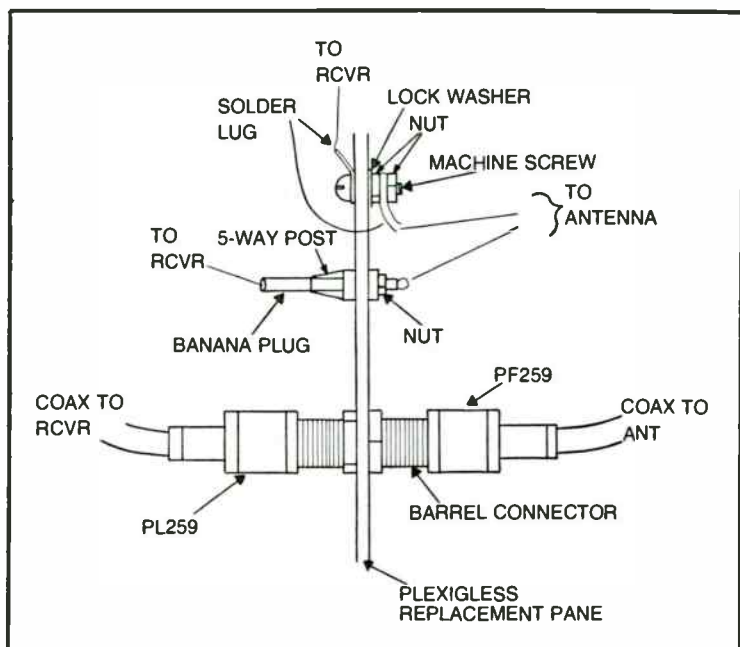 TO
RCVR
SOLDER
LUG
LOCK WASHER
NUT
MACHINE SCREW
TO
ANTENNA
TO
RCVR
5-WAY POST
BANANA PLUG
NUT
PF259
COAX TO
RCVR
COAX TO
ANT
BARREL CONNECTOR
PL259
PLEXIGLESS
REPLACEMENT PANE